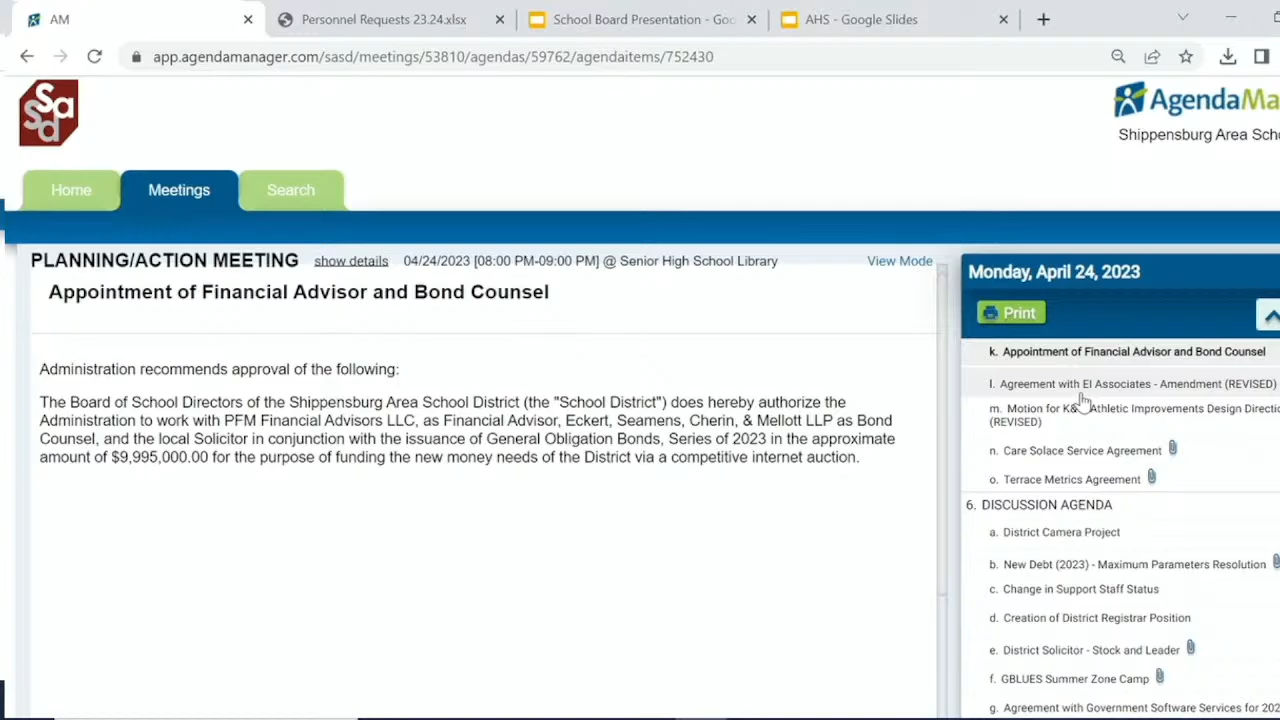 AM
Personnel Requests 23.24.xlsx
School Board Presentation - Goo
AHS - Google Slides
app.agendamanager.com/sasd/meetings/53810/agendas/59762/agendaitems/752430
Sa
Sd
AgendaMa
Shippensburg Area Scho
Home
Meetings
Search
PLANNING/ACTION MEETING show details 04/24/2023 [08:00 PM-09:00 PM] @ Senior High School Library View Mode
Appointment of Financial Advisor and Bond Counsel
Administration recommends approval of the following:
The Board of School Directors of the Shippensburg Area School District (the "School District") does hereby authorize the
Administration to work with PFM Financial Advisors LLC, as Financial Advisor, Eckert, Seamens, Cherin, & Mellott LLP as Bond
Counsel, and the local Solicitor in conjunction with the issuance of General Obligation Bonds, Series of 2023 in the approximate
amount of $9,995,000.00 for the purpose of funding the new money needs of the District via a competitive internet auction.
Monday, April 24, 2023
Print
k. Appointment of Financial Advisor and Bond Counsel
l. Agreement with EI Associates - Amendment (REVISED)
m. Motion for K& Athletic Improvements Design Directio
(REVISED)
n. Care Solace Service Agreement
o. Terrace Metrics Agreement
6. DISCUSSION AGENDA
a. District Camera Project
b. New Debt (2023) - Maximum Parameters Resolution
c. Change in Support Staff Status
d. Creation of District Registrar Position
e. District Solicitor - Stock and Leader
f. GBLUES Summer Zone Camp
g. Agreement with Government Software Services for 202